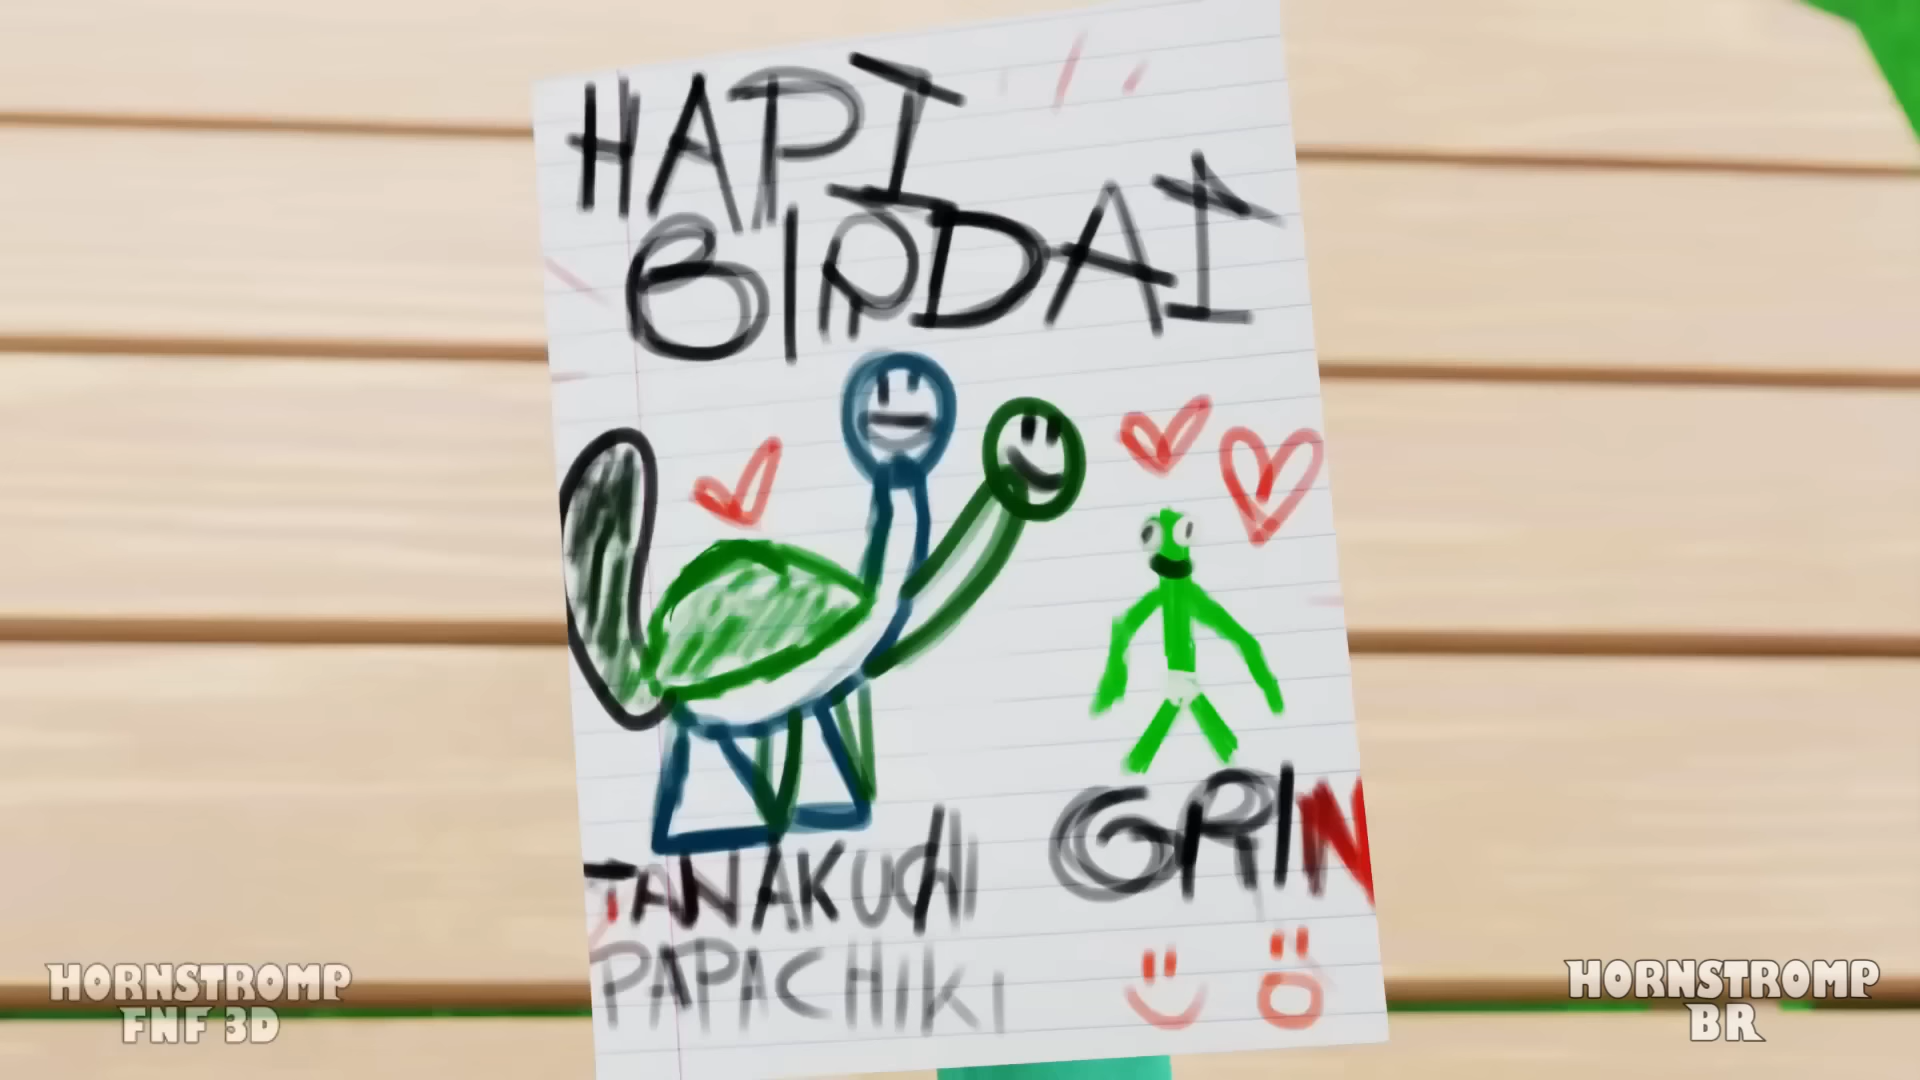 HAPI
BIRDAI
GRIN
TANAKUCHI
PAPACHIKI
HORNSTROMP
FNF 3D
HORNSTROMP
BR